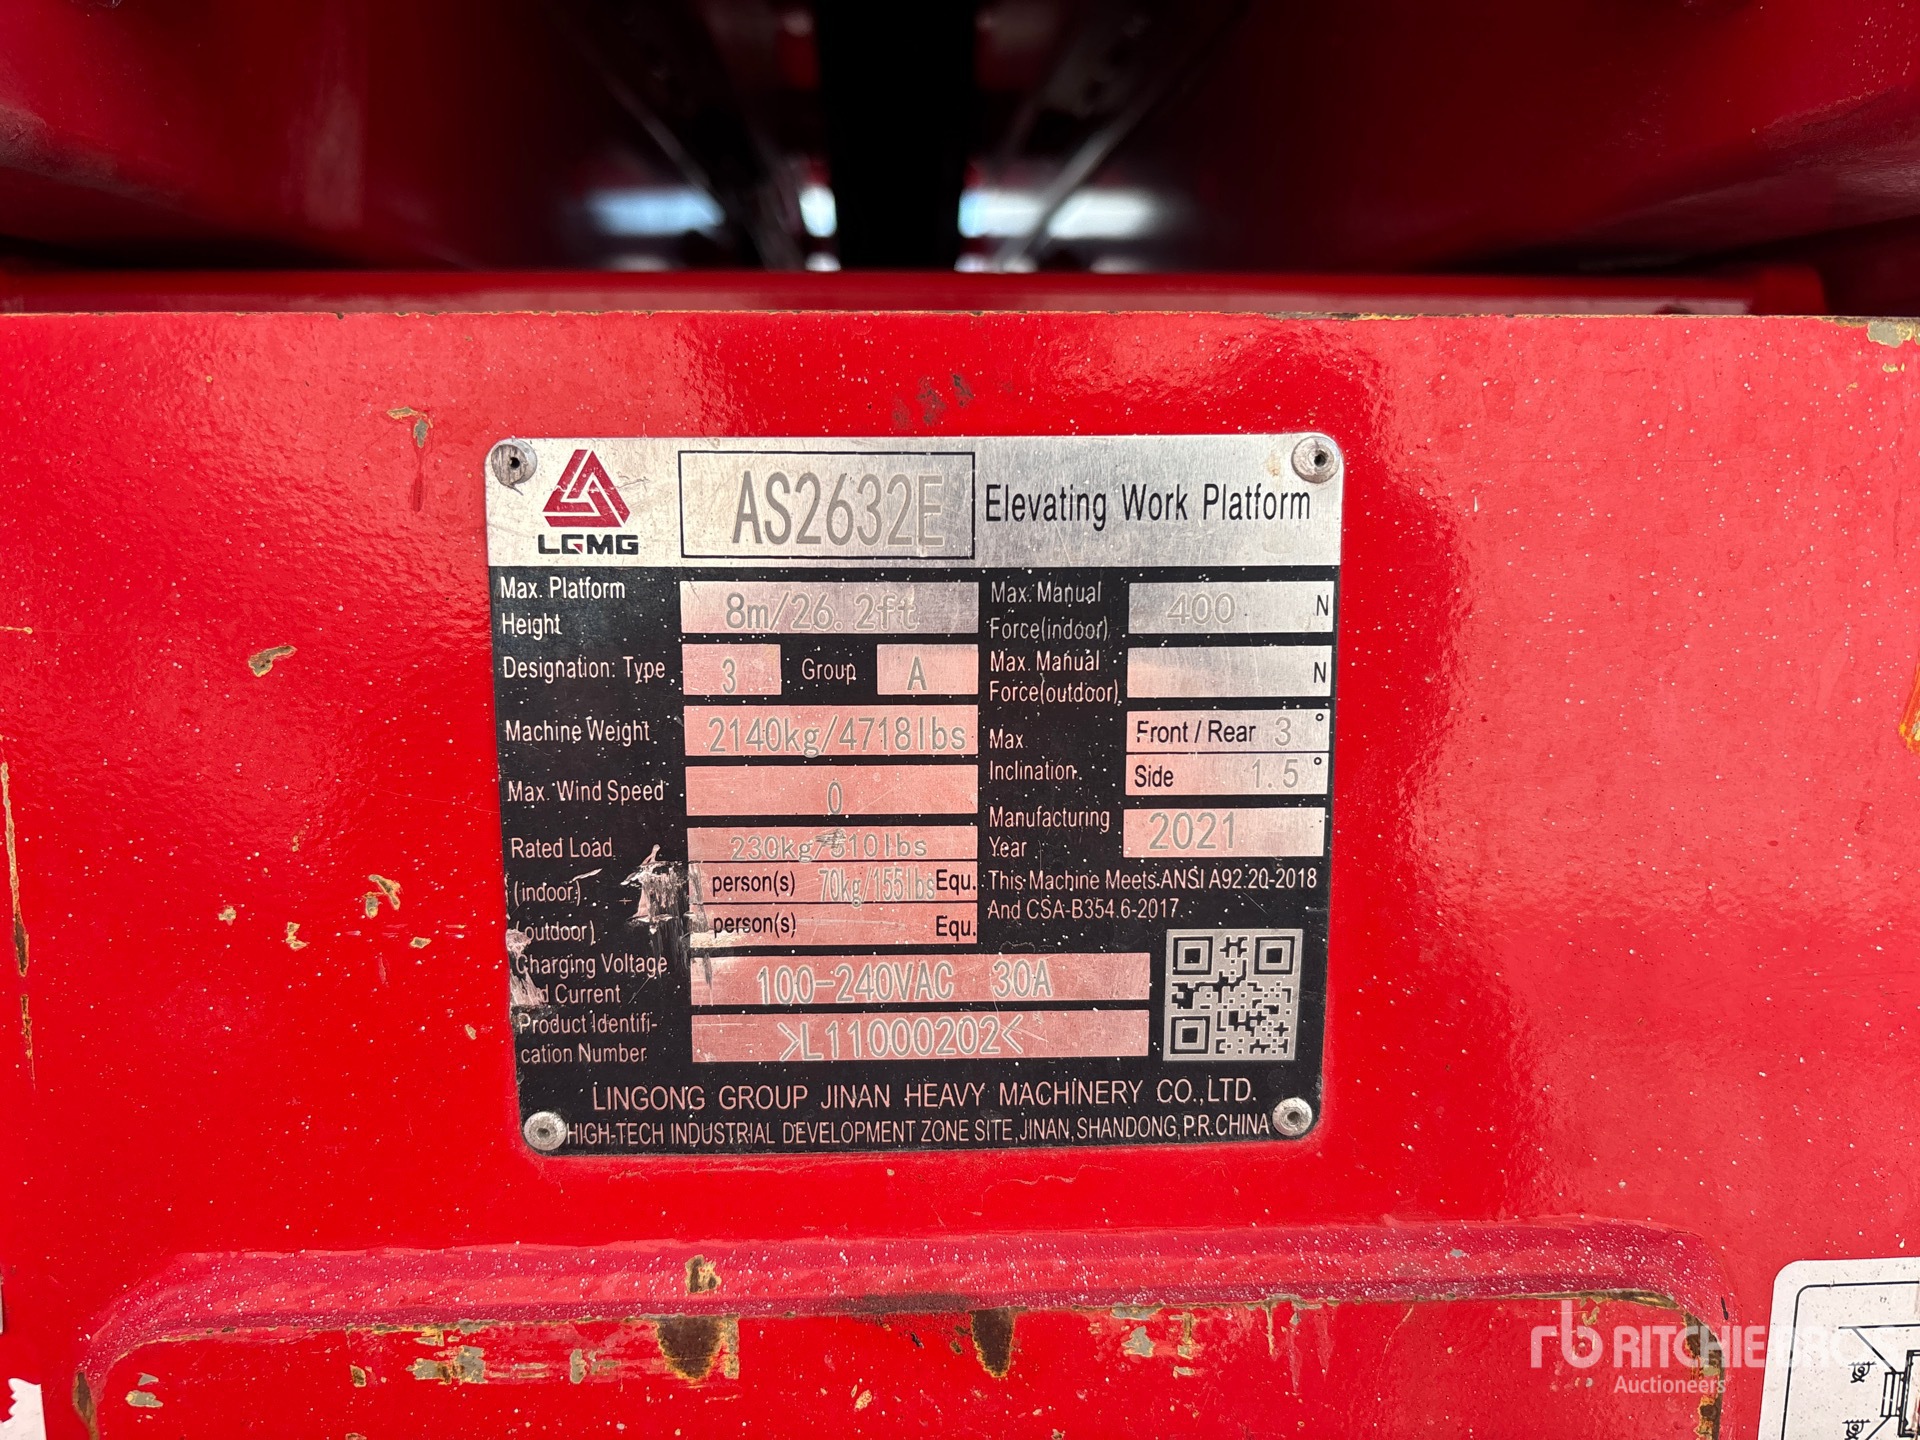 LGMG AS2632E Elevating Work Platform
Max. Platform Height 8m/26.2ft
Max. Manual Force(indoor) 400 N
Designation: Type 3 Group A
Max. Manual Force(outdoor) N
Machine Weight 2140kg/4718lbs
Max. Inclination Front / Rear 3°
Side 1.5°
Max. Wind Speed 0
Manufacturing Year 2021
Rated Load 230kg/510lbs
(indoor) person(s) 70kg/155lbs Equ.
(outdoor) person(s) Equ.
This Machine Meets ANSI A92.20-2018
And CSA-B354.6-2017.
Charging Voltage and Current 100-240VAC 30A
Product Identifi-
cation Number >L11000202<
LINGONG GROUP JINAN HEAVY MACHINERY CO.,LTD.
HIGH-TECH INDUSTRIAL DEVELOPMENT ZONE SITE, JINAN, SHANDONG, P.R.CHINA
rb RITCHIE BROS
Auctioneers